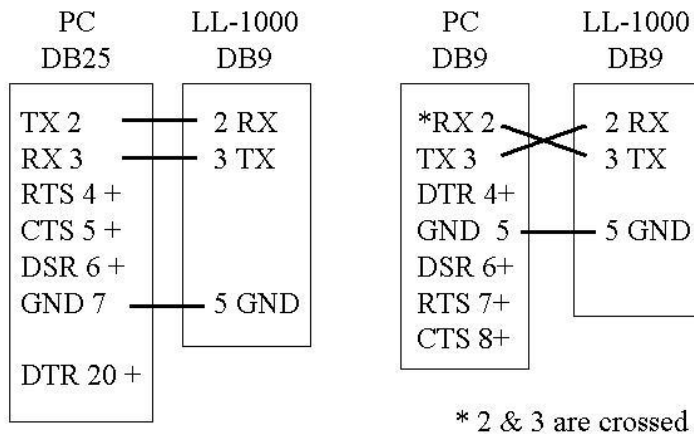 PC
DB25
LL-1000
DB9
TX 2
RX 3
RTS 4 +
CTS 5 +
DSR 6 +
GND 7
DTR 20 +
2 RX
3 TX
5 GND
PC
DB9
LL-1000
DB9
*RX 2
TX 3
DTR 4+
GND 5
DSR 6+
RTS 7+
CTS 8+
2 RX
3 TX
5 GND
* 2 & 3 are crossed